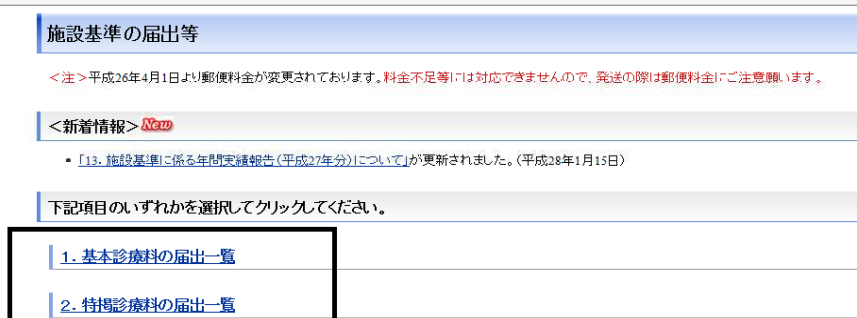 施設基準の届出等
＜注＞平成26年4月1日より郵便料金が変更されております。料金不足等には対応できませんので、発送の際は郵便料金にご注意願います。
＜新着情報＞New
・「13. 施設基準に係る年間実績報告（平成27年分）について」が更新されました。（平成28年1月15日）
下記項目のいずれかを選択してクリックしてください。
1. 基本診療料の届出一覧
2. 特掲診療料の届出一覧